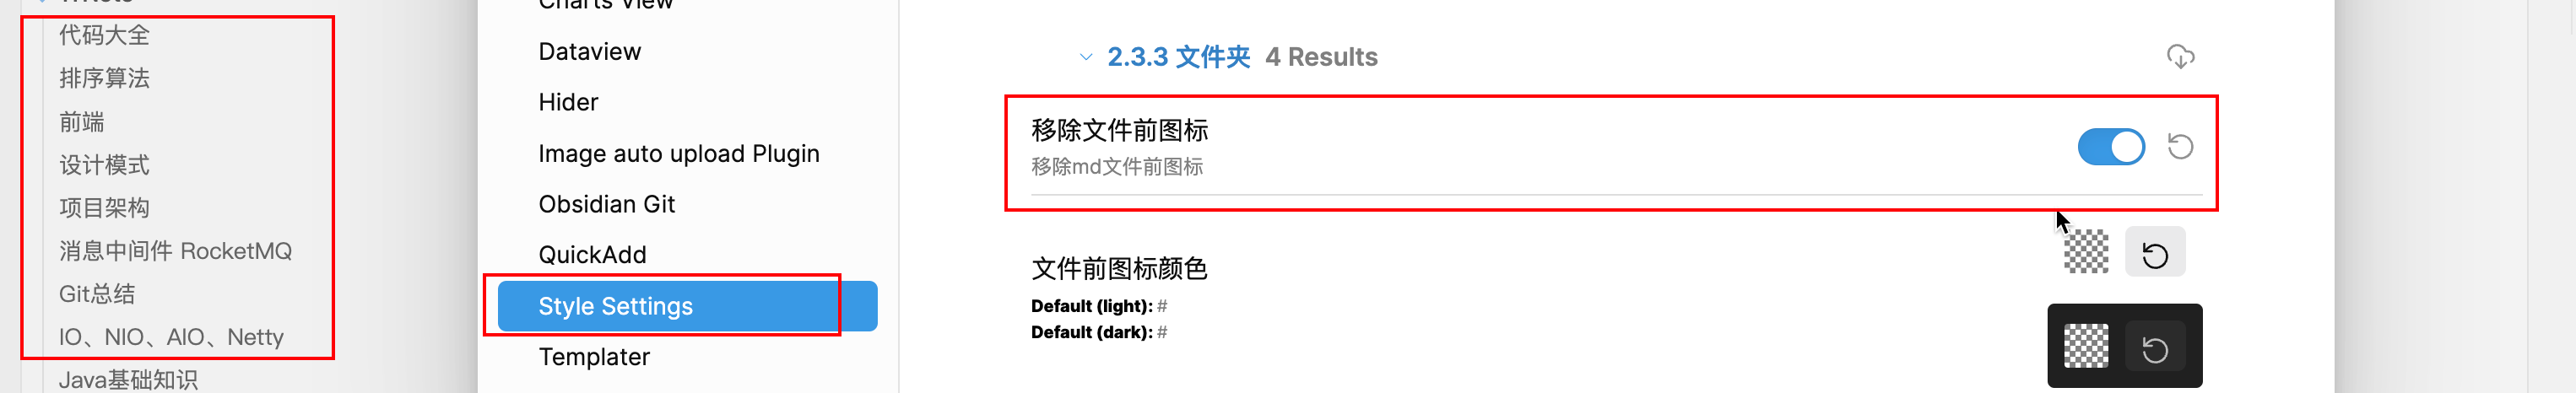 代码大全
排序算法
前端
设计模式
项目架构
消息中间件 RocketMQ
Git总结
IO、NIO、AIO、Netty
Java基础知识
Charts View
Dataview
Hider
Image auto upload Plugin
Obsidian Git
QuickAdd
Style Settings
Templater
2.3.3 文件夹 4 Results
移除文件前图标
移除md文件前图标
文件前图标颜色
Default (light): #
Default (dark): #